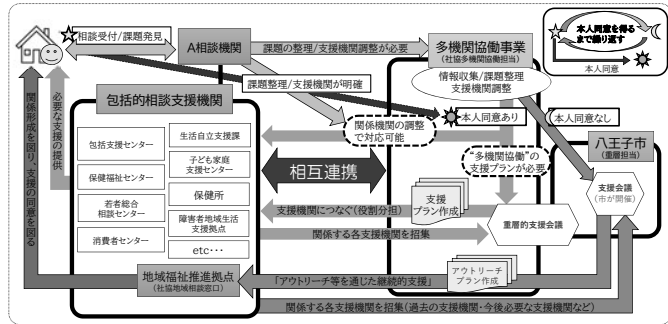 相談受付/課題発見
A相談機関
課題の整理/支援機関調整が必要
多機関協働事業
(社協多機関協働担当)
情報収集/課題整理
支援機関調整
本人同意を得る
まで繰り返す
本人同意
課題整理/支援機関が明確
本人同意あり
本人同意なし
関係機関の調整
で対応可能
関係形成を図り、支援の同意を図る
必要な支援の提供
包括的相談支援機関
包括支援センター
保健福祉センター
若者総合
相談センター
消費者センター
生活自立支援課
子ども家庭
支援センター
保健所
障害者地域生活
支援拠点
etc…
相互連携
"多機関協働"の
支援プランが必要
八王子市
(重層担当)
支援会議
(市が開催)
支援
プラン作成
支援機関につなぐ(役割分担)
重層的支援会議
関係する各支援機関を招集
地域福祉推進拠点
(社協地域相談窓口)
「アウトリーチ等を通じた継続的支援」
アウトリーチ
プラン作成
関係する各支援機関を招集(過去の支援機関・今後必要な機関など)